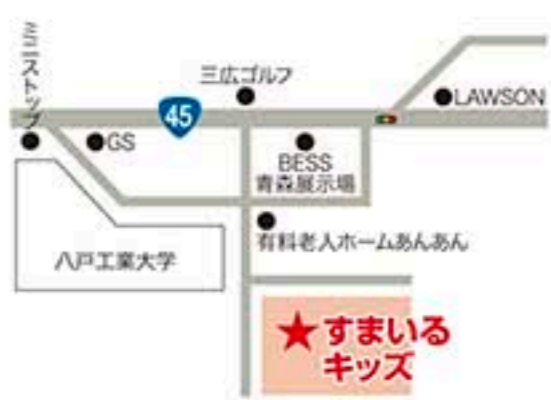 ミニストップ
三広ゴルフ
LAWSON
45
GS
BESS
青森展示場
有料老人ホームあんあん
八戸工業大学
★すまいる
キッズ